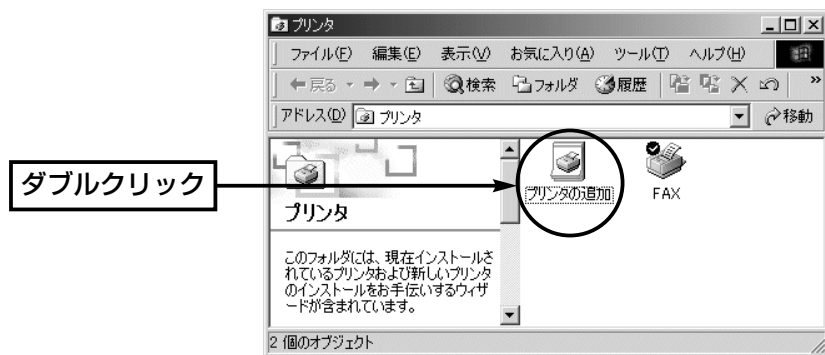 プリンタ
ファイル(F) 編集(E) 表示(V) お気に入り(A) ツール(T) ヘルプ(H)
戻る 検索 フォルダ 履歴 »
アドレス(D) プリンタ 移動
ダブルクリック
プリンタの追加 FAX
プリンタ
このフォルダには、現在インストールさ
れているプリンタおよび新しいプリンタ
のインストールをお手伝いするウィザ
ードが含まれています。
2 個のオブジェクト